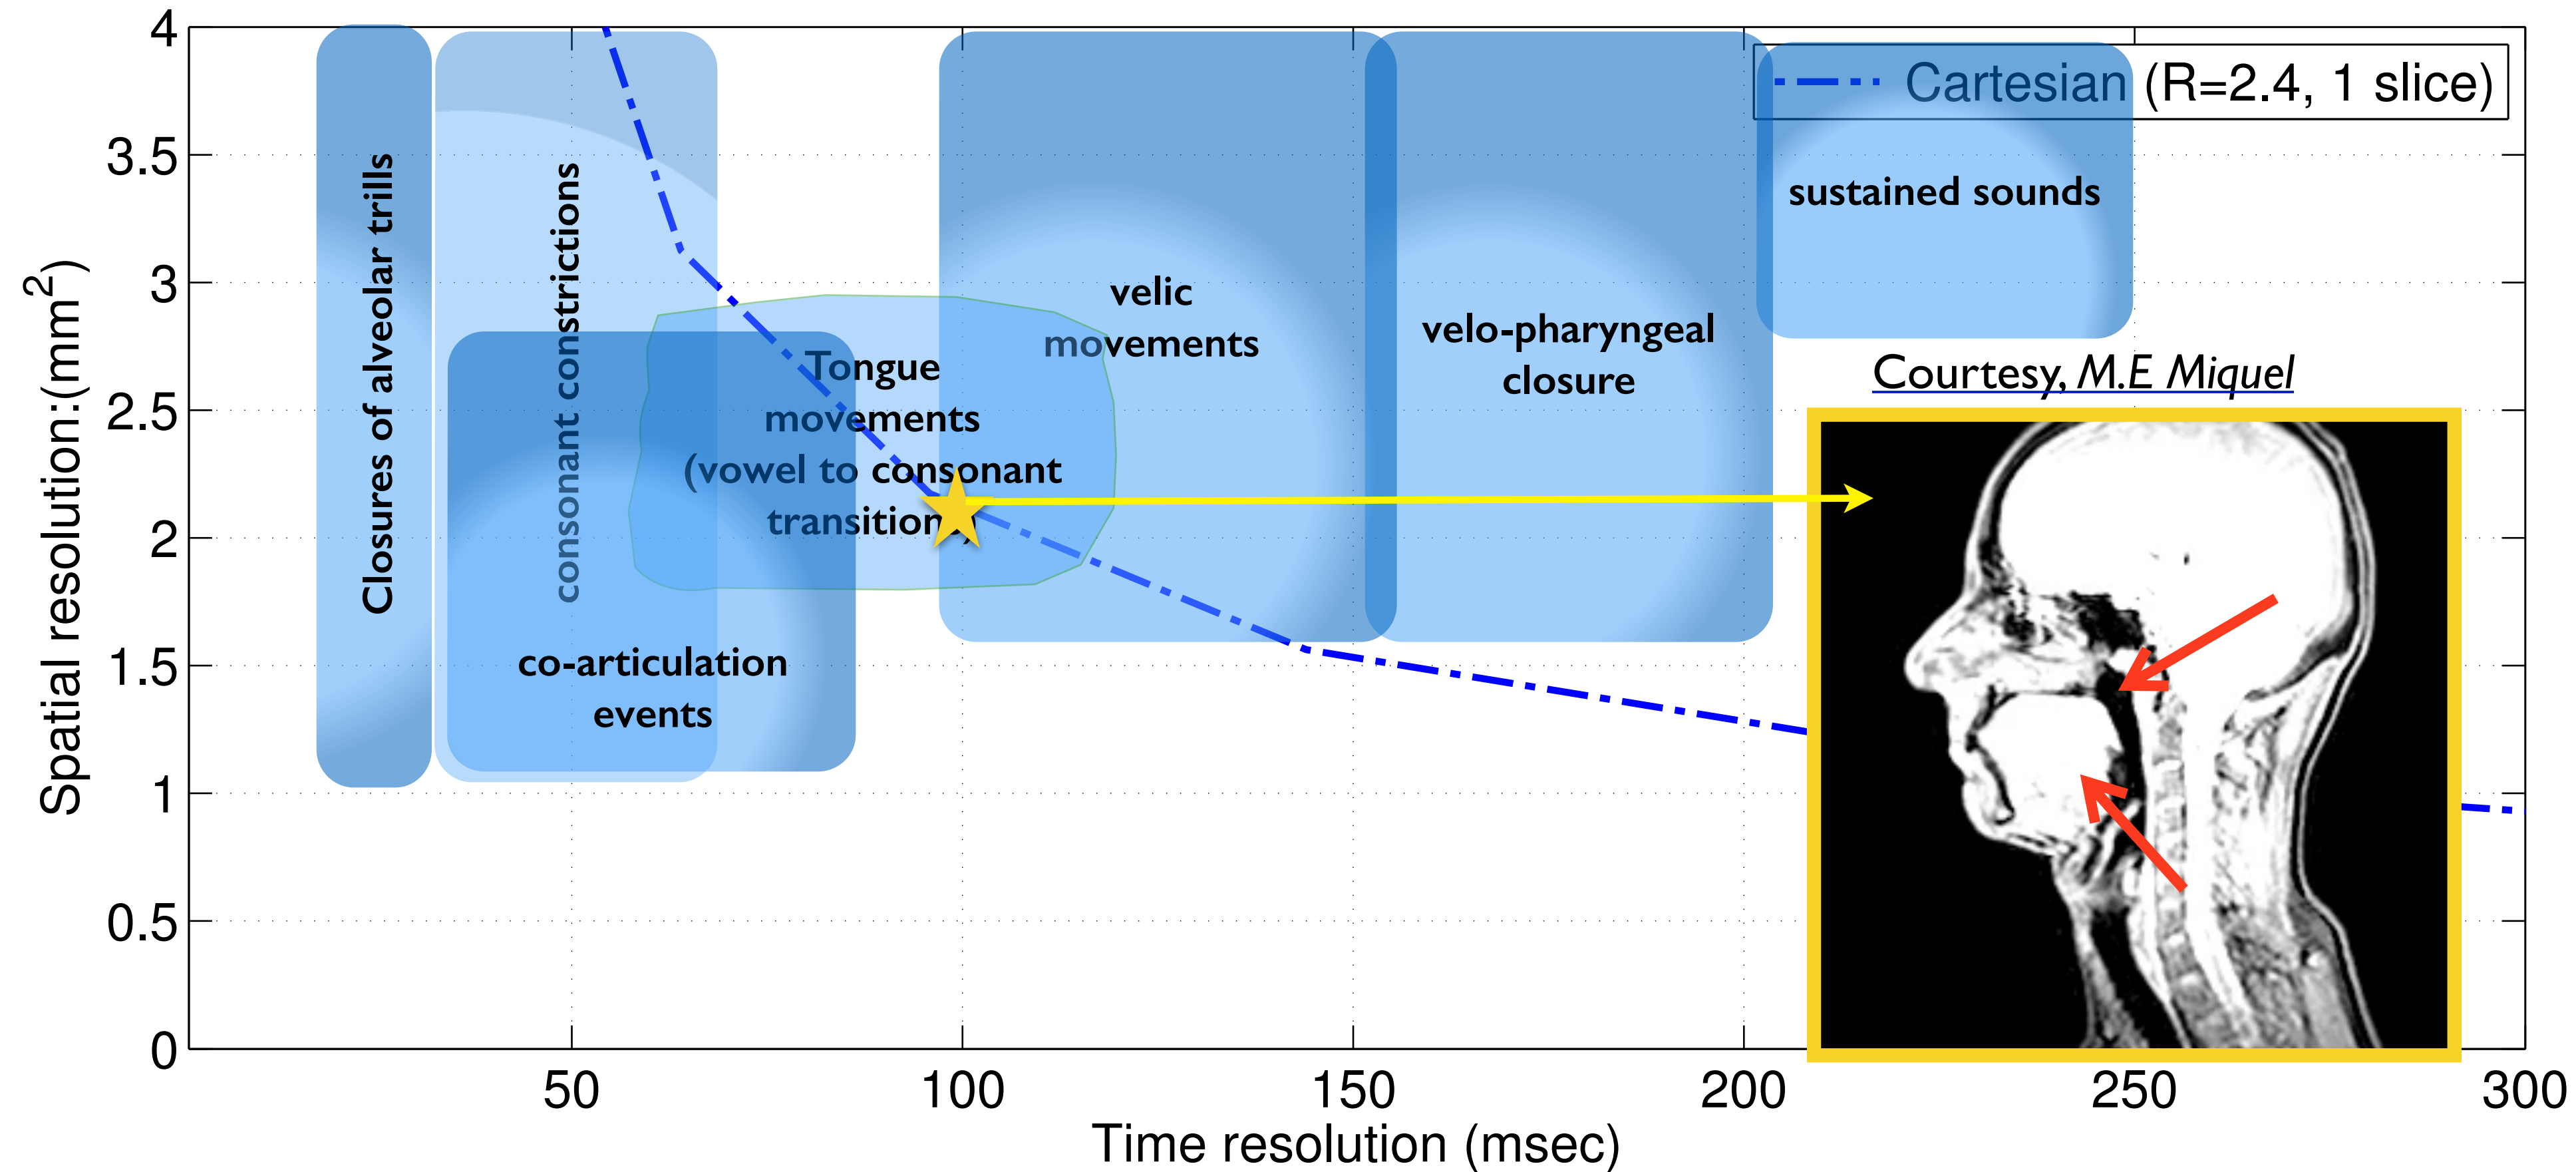 4
3.5
3
2.5
2
1.5
1
0.5
0
Spatial resolution:(mm2)
50
100
150
200
250
300
Time resolution (msec)
Cartesian (R=2.4, 1 slice)
Closures of alveolar trills
consonant constrictions
co-articulation
events
Tongue
movements
(vowel to consonant
transitions)
velic
movements
velo-pharyngeal
closure
sustained sounds
Courtesy, M.E Miquel